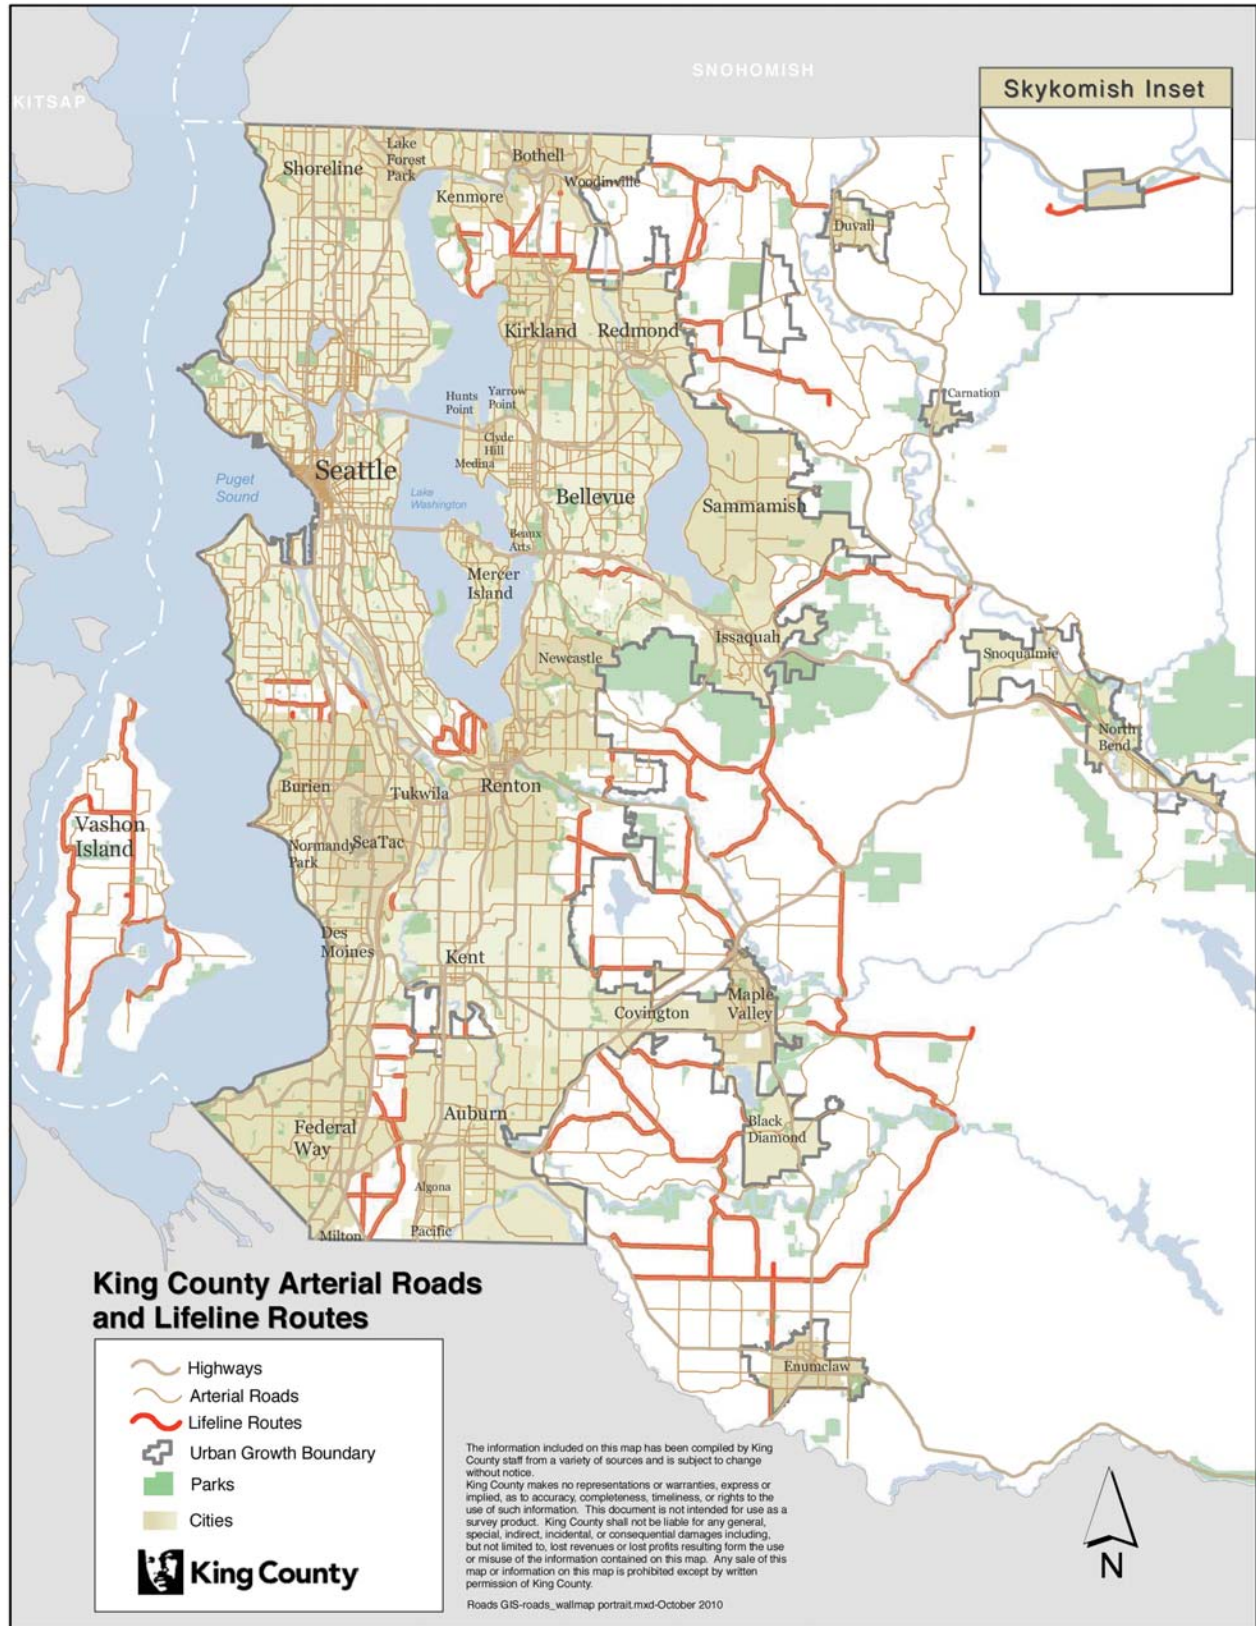 SNOHOMISH
KITSAP
Skykomish Inset
Lake
Forest
Park
Shoreline
Bothell
Woodinville
Kenmore
Duvall
Kirkland
Redmond
Hunts
Point
Yarrow
Point
Carnation
Clyde
Hill
Medina
Seattle
Puget
Sound
Lake
Washington
Bellevue
Sammamish
Beaux
Arts
Mercer
Island
Issaquah
Newcastle
Snoqualmie
North
Bend
Burien
Tukwila
Renton
Vashon
Island
Normandy
Park
SeaTac
Des
Moines
Kent
Covington
Maple
Valley
Auburn
Federal
Way
Black
Diamond
Algona
Milton
Pacific
Enumclaw
King County Arterial Roads
and Lifeline Routes
Highways
Arterial Roads
Lifeline Routes
Urban Growth Boundary
Parks
Cities
King County
The information included on this map has been compiled by King
County staff from a variety of sources and is subject to change
without notice.
King County makes no representations or warranties, express or
implied, as to accuracy, completeness, timeliness, or rights to the
use of such information. This document is not intended for use as a
survey product. King County shall not be liable for any general,
special, indirect, incidental, or consequential damages including,
but not limited to, lost revenues or lost profits resulting form the use
or misuse of the information contained on this map. Any sale of this
map or information on this map is prohibited except by written
permission of King County.
Roads GIS-roads_wallmap portrait.mxd-October 2010
N